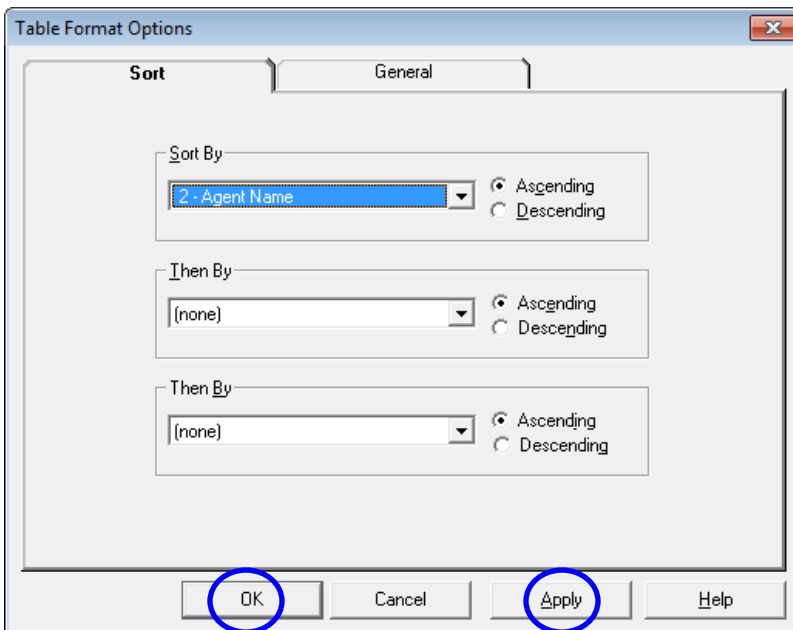 Table Format Options
Sort General
Sort By
2 - Agent Name
Ascending
Descending
Then By
(none)
Ascending
Descending
Then By
(none)
Ascending
Descending
OK Cancel Apply Help